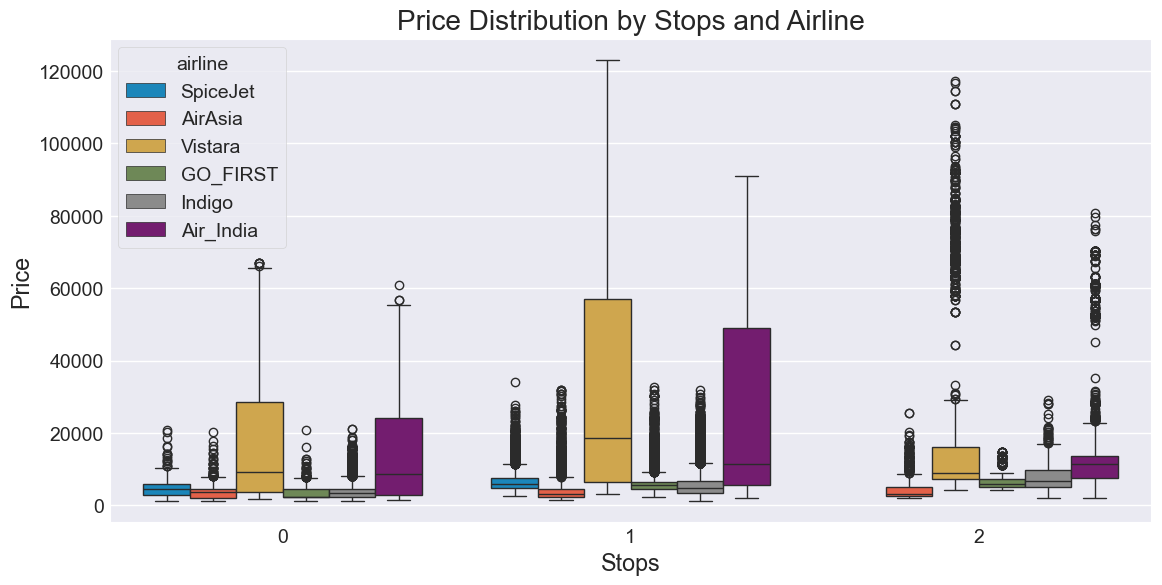 Price Distribution by Stops and Airline
airline
SpiceJet
AirAsia
Vistara
GO_FIRST
Indigo
Air_India
Price
120000
100000
80000
60000
40000
20000
0
0
1
2
Stops